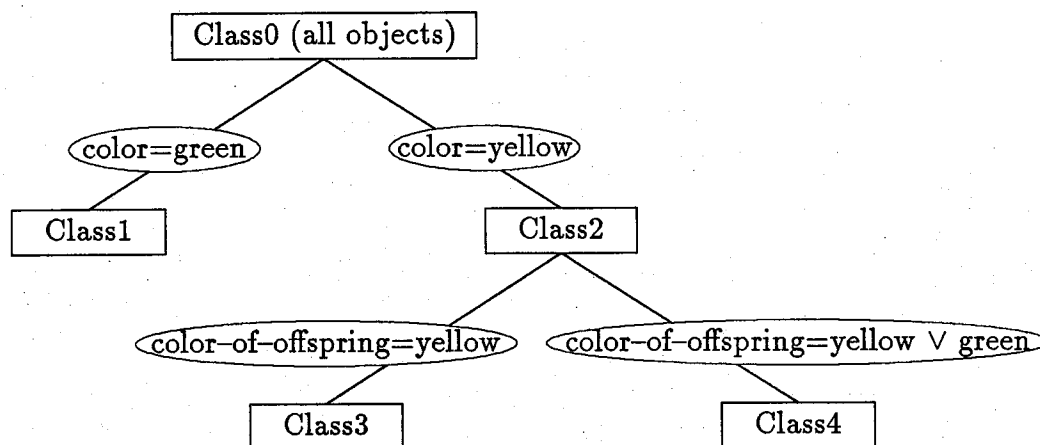 Class0 (all objects)
color=green
color=yellow
Class1
Class2
color-of-offspring=yellow
color-of-offspring=yellow ∨ green
Class3
Class4